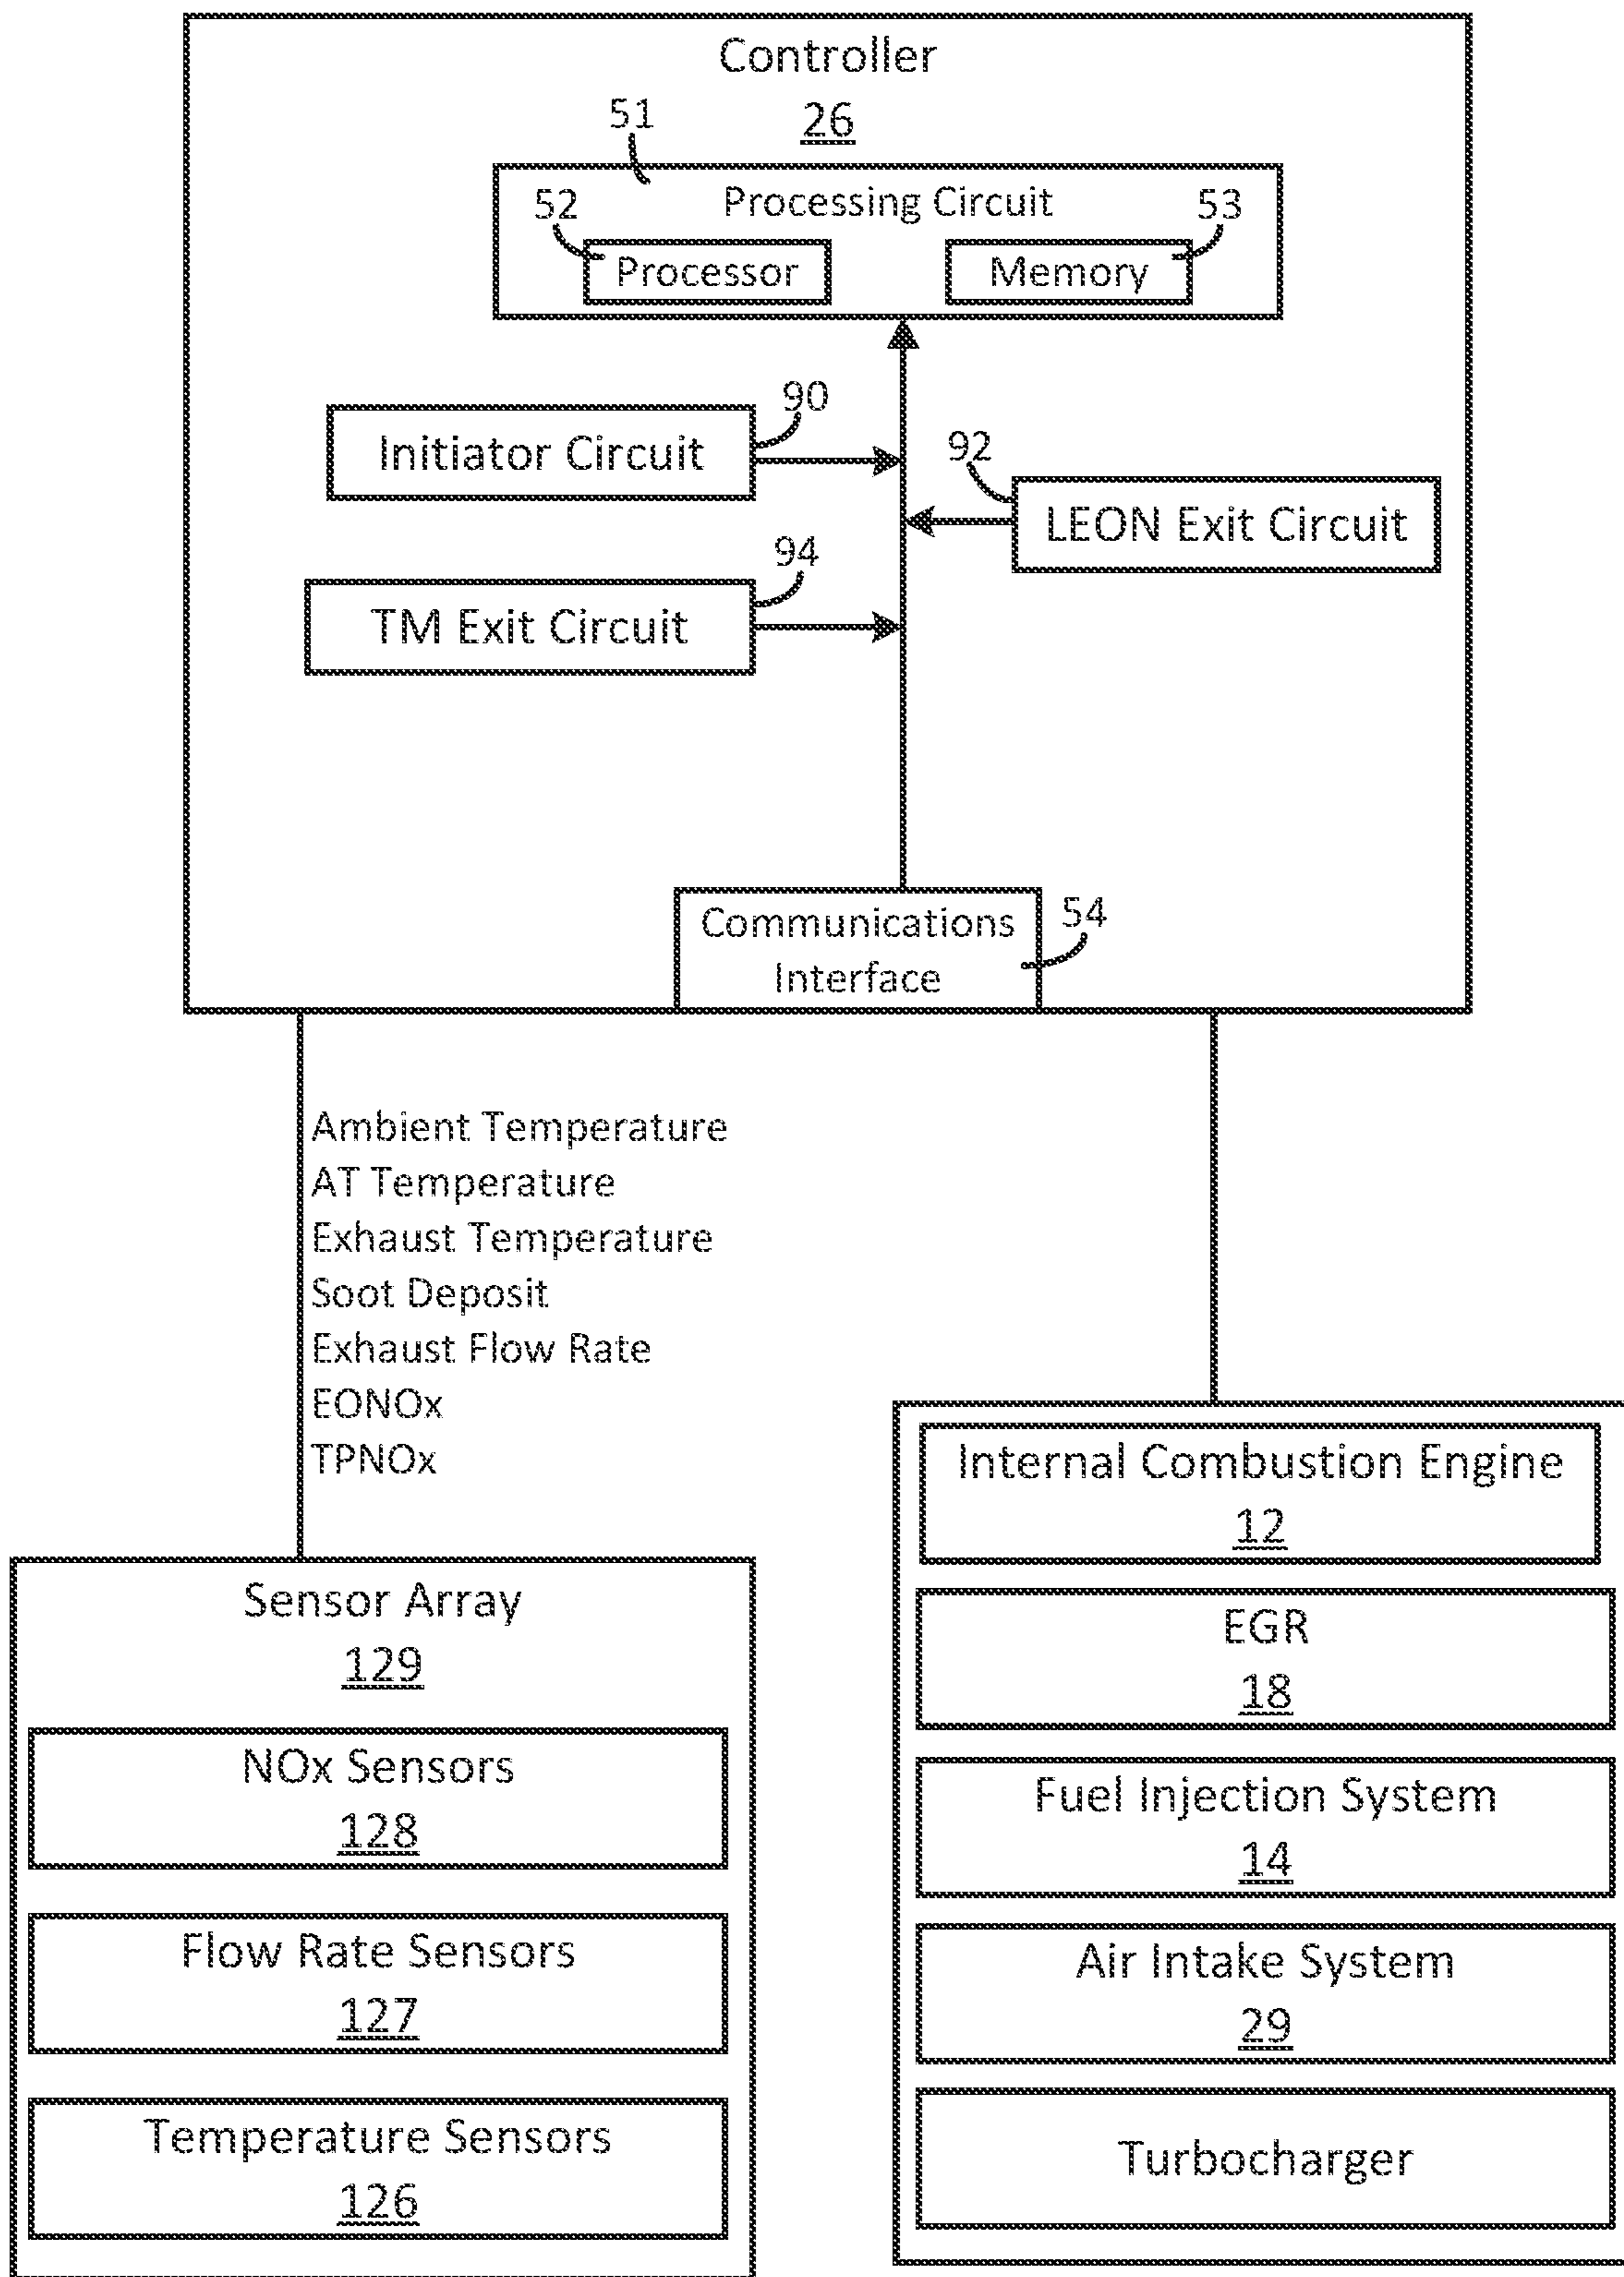 Controller
26
51
Processing Circuit
52
53
Processor
Memory
90
Initiator Circuit
92
LEON Exit Circuit
94
TM Exit Circuit
Communications
Interface
54
Ambient Temperature
AT Temperature
Exhaust Temperature
Soot Deposit
Exhaust Flow Rate
EONOx
TPNOx
Sensor Array
129
NOx Sensors
128
Flow Rate Sensors
127
Temperature Sensors
126
Internal Combustion Engine
12
EGR
18
Fuel Injection System
14
Air Intake System
29
Turbocharger